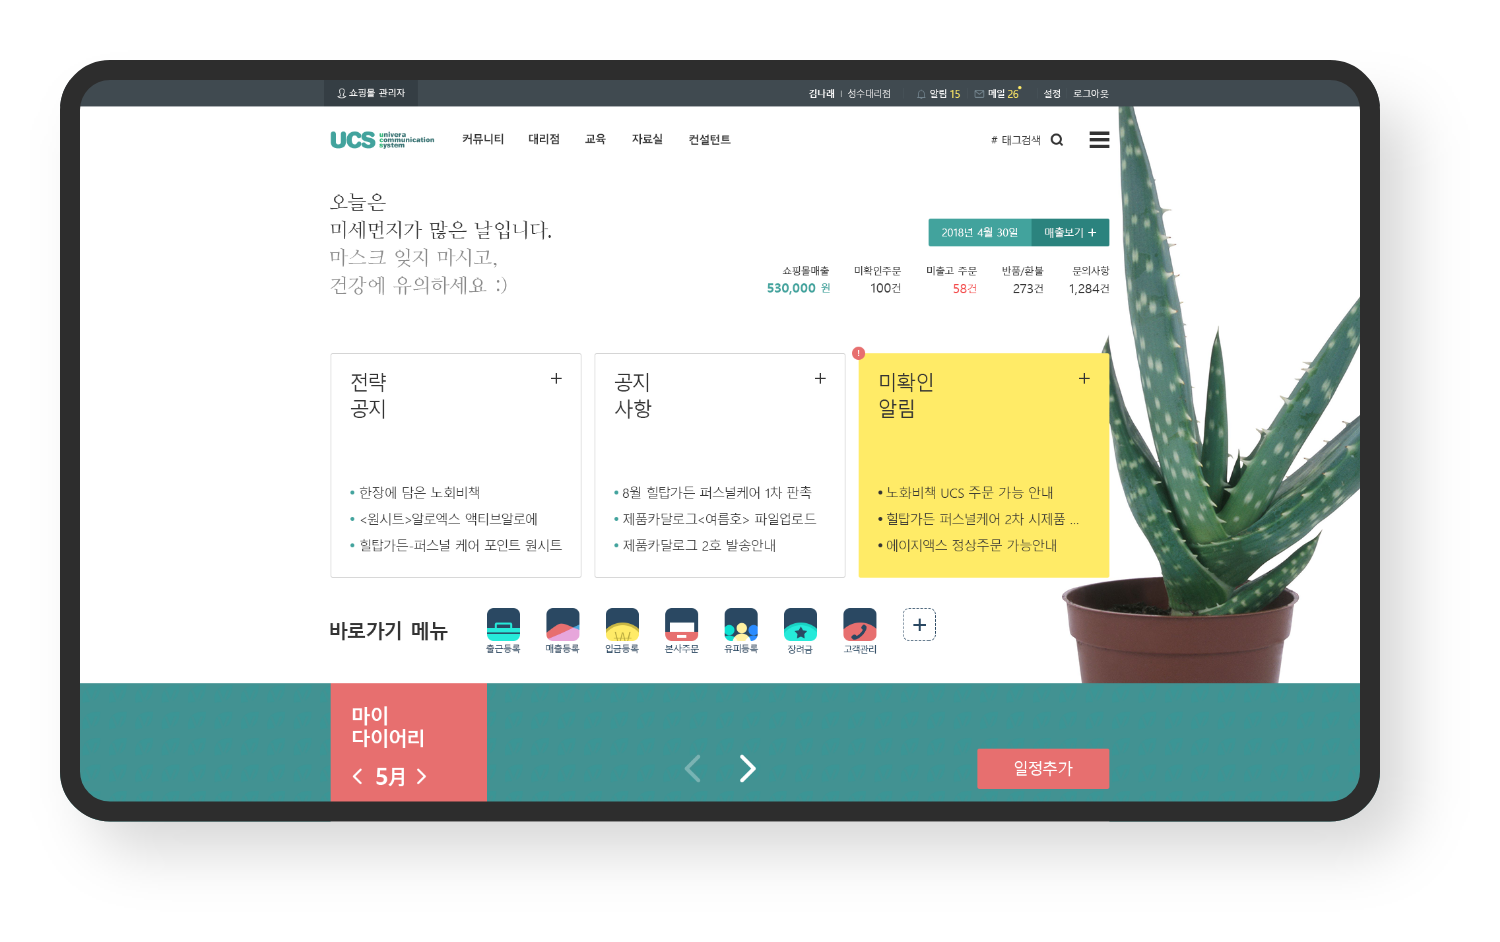 쇼핑몰 관리자
김나래 | 성수대리점 알림 15 메일 26 설정 로그아웃
UCS univera communication system
커뮤니티 대리점 교육 자료실 컨설턴트
# 태그검색
오늘은
미세먼지가 많은 날입니다.
마스크 잊지 마시고,
건강에 유의하세요 :)
2018년 4월 30일 매출보기 +
쇼핑몰매출 미확인주문 미출고 주문 반품/환불 문의사항
530,000 원 100건 58건 273건 1,284건
전략
공지
• 한장에 담은 노화비책
• <원시트>알로엑스 액티브알로에
• 힐탑가든-퍼스널 케어 포인트 원시트
공지
사항
• 8월 힐탑가든 퍼스널케어 1차 판촉
• 제품카달로그<여름호> 파일업로드
• 제품카달로그 2호 발송안내
!
미확인
알림
• 노화비책 UCS 주문 가능 안내
• 힐탑가든 퍼스널케어 2차 시제품 ...
• 에이지액스 정상주문 가능안내
바로가기 메뉴
출근등록 매출등록 입금등록 본사주문 유피등록 장려금 고객관리
마이
다이어리
< 5月 >
일정추가